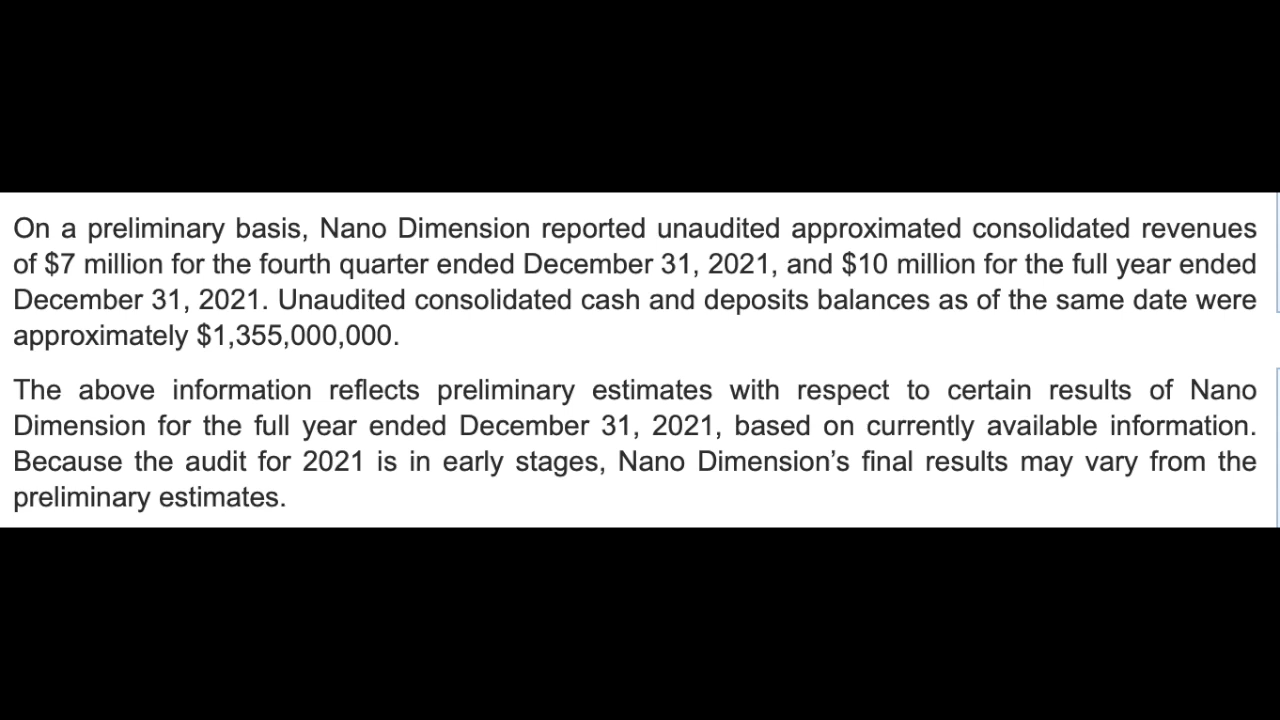 On a preliminary basis, Nano Dimension reported unaudited approximated consolidated revenues
of $7 million for the fourth quarter ended December 31, 2021, and $10 million for the full year ended
December 31, 2021. Unaudited consolidated cash and deposits balances as of the same date were
approximately $1,355,000,000.
The above information reflects preliminary estimates with respect to certain results of Nano
Dimension for the full year ended December 31, 2021, based on currently available information.
Because the audit for 2021 is in early stages, Nano Dimension’s final results may vary from the
preliminary estimates.